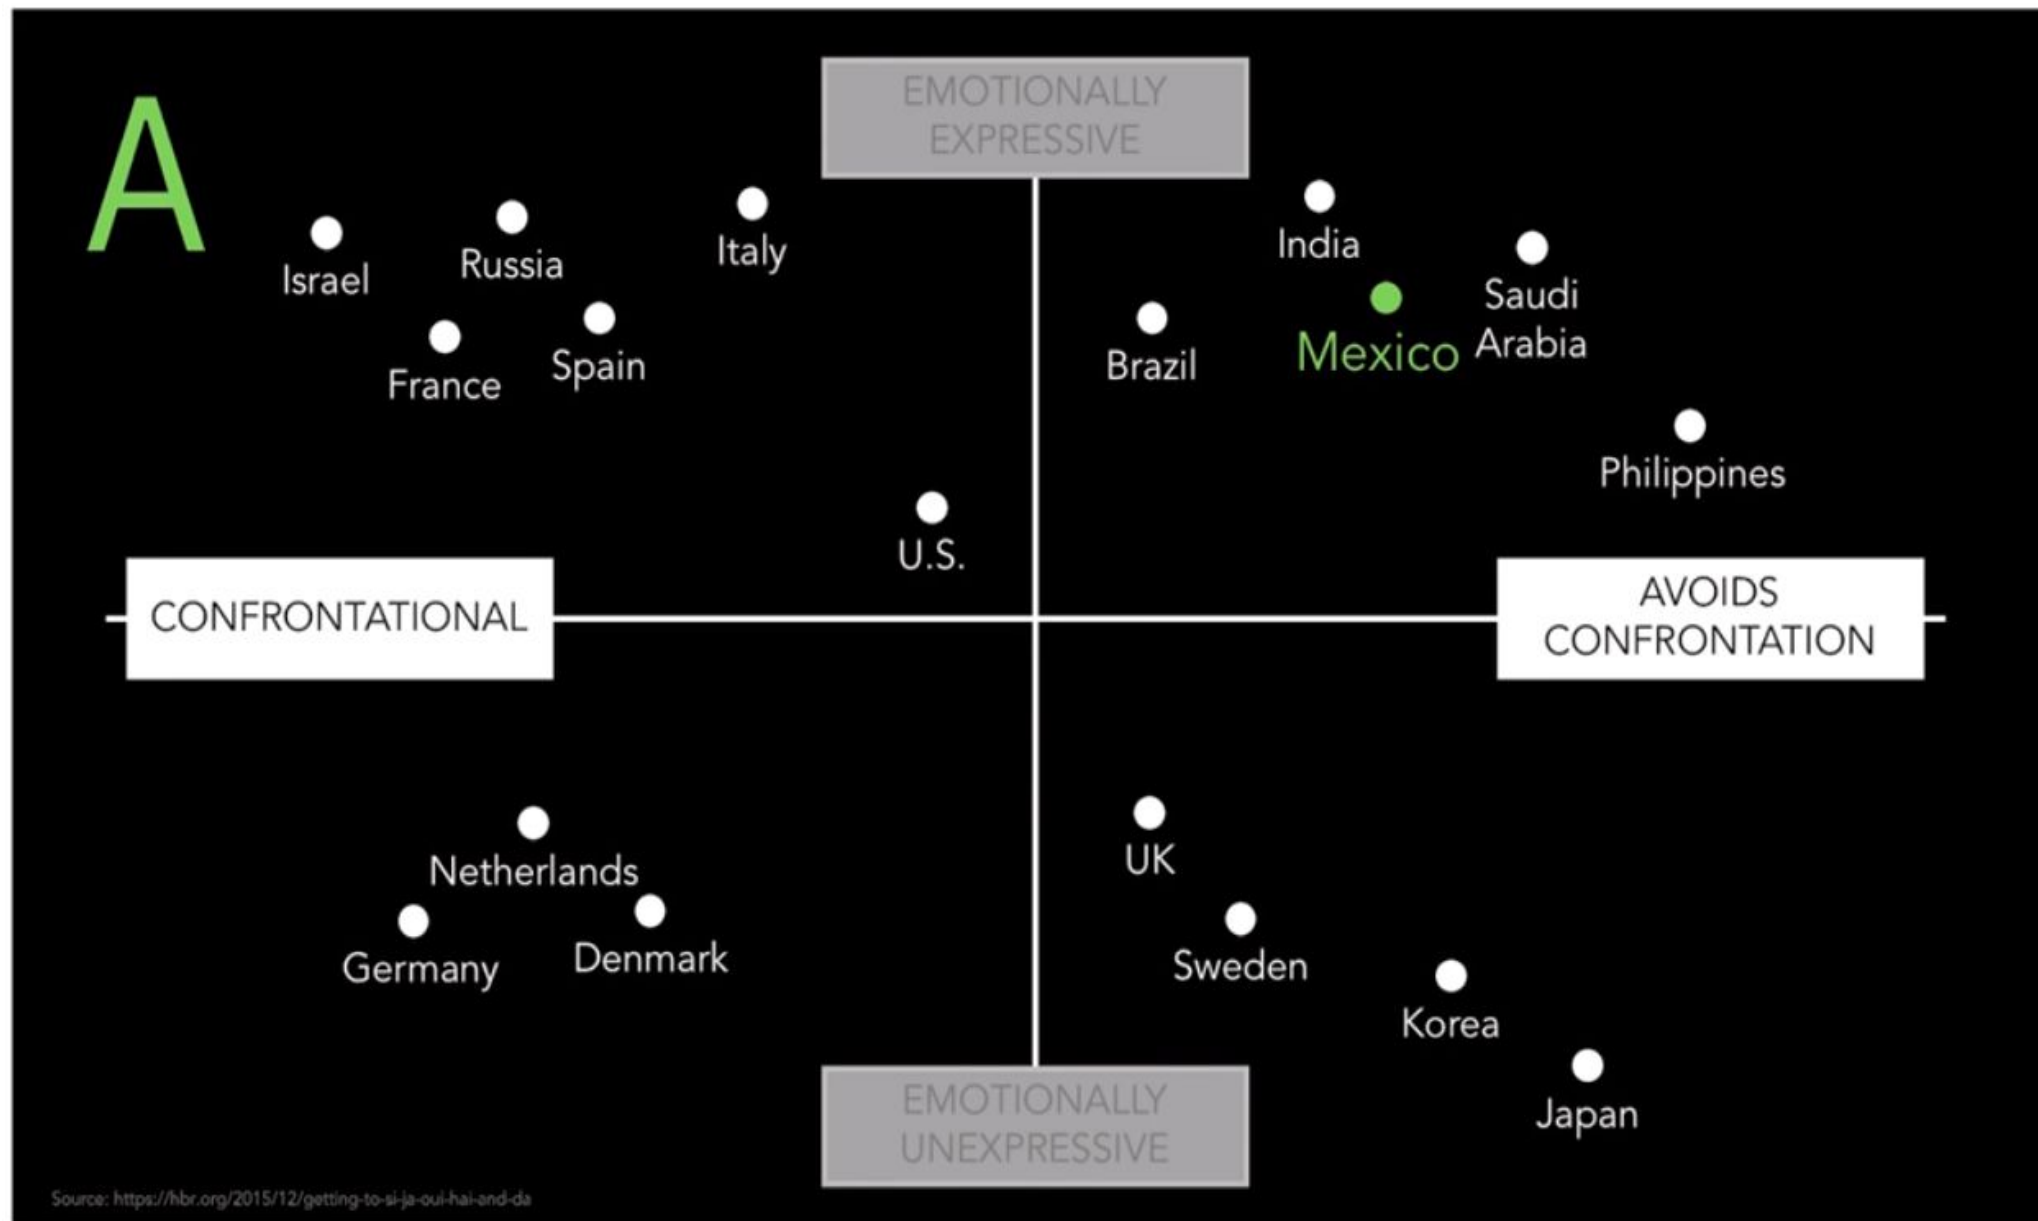 A
EMOTIONALLY
EXPRESSIVE
Israel
Russia
Italy
India
Saudi
Arabia
Mexico
France
Spain
Brazil
Philippines
U.S.
CONFRONTATIONAL
AVOIDS
CONFRONTATION
Netherlands
Germany
Denmark
UK
Sweden
Korea
Japan
EMOTIONALLY
UNEXPRESSIVE
Source: https://hbr.org/2015/12/getting-to-si-ja-oui-hai-and-da